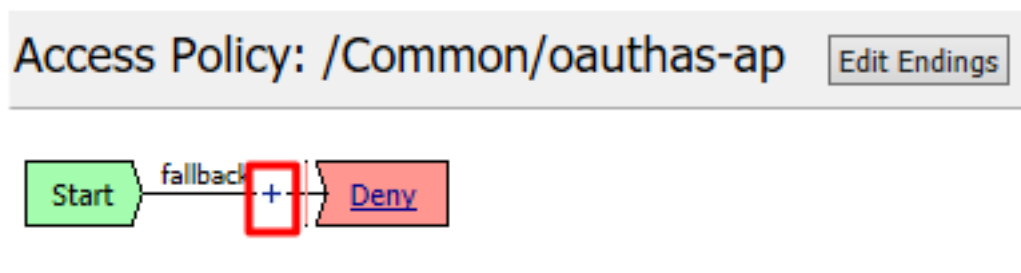 Access Policy: /Common/oauthas-ap Edit Endings
Start fallback + Deny